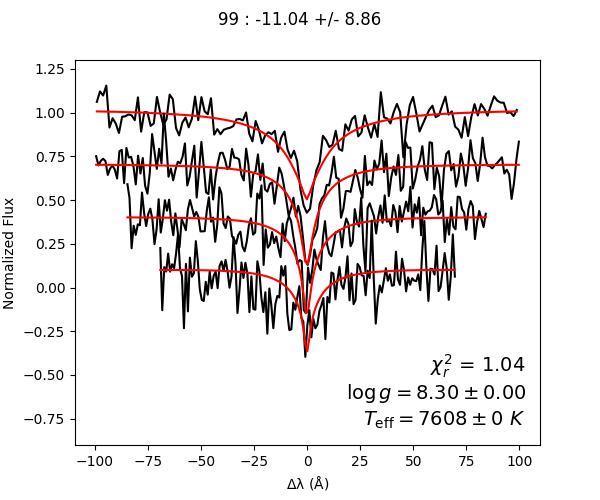 99 : -11.04 +/- 8.86
1.25
1.00
0.75
0.50
0.25
0.00
−0.25
−0.50
−0.75
Normalized Flux
χ²ᵣ = 1.04
log g = 8.30 ± 0.00
T_eff = 7608 ± 0 K
−100 −75 −50 −25 0 25 50 75 100
Δλ (Å)